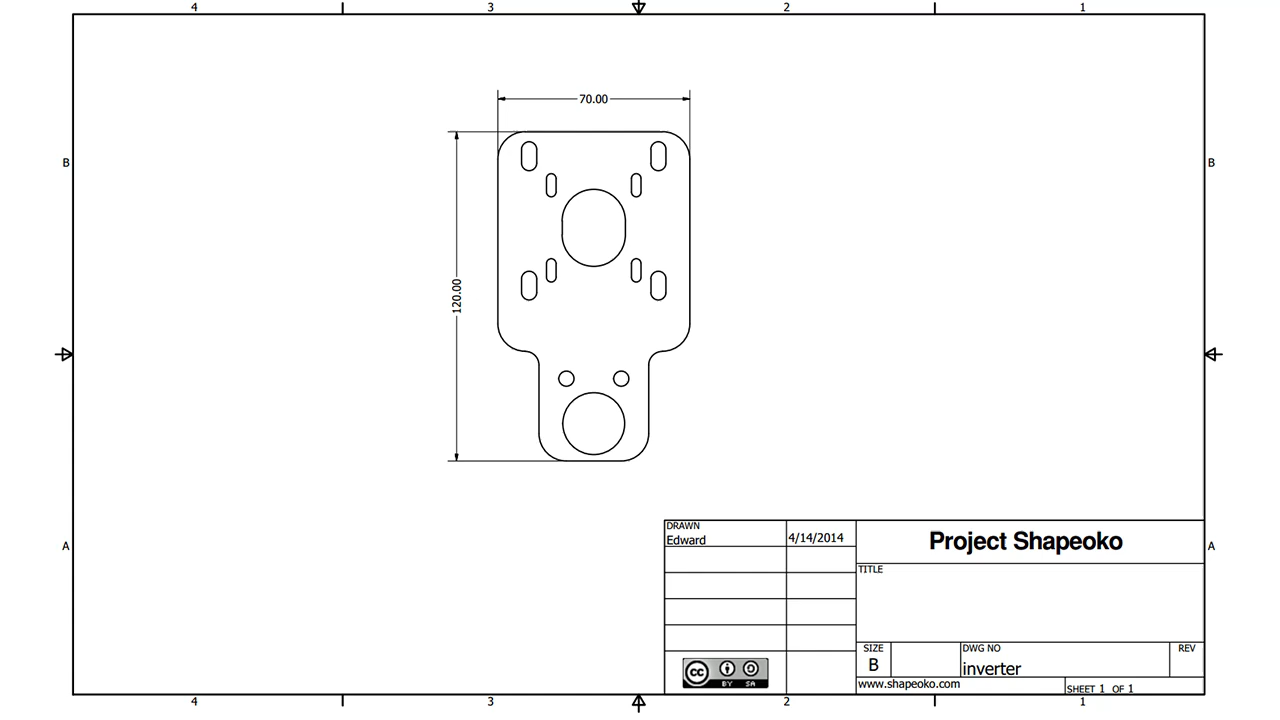 4 3 2 1
70.00
B B
120.00
A A
DRAWN
Edward 4/14/2014
Project Shapeoko
TITLE
SIZE DWG NO REV
B inverter
cc BY SA
www.shapeoko.com SHEET 1 OF 1
4 3 2 1